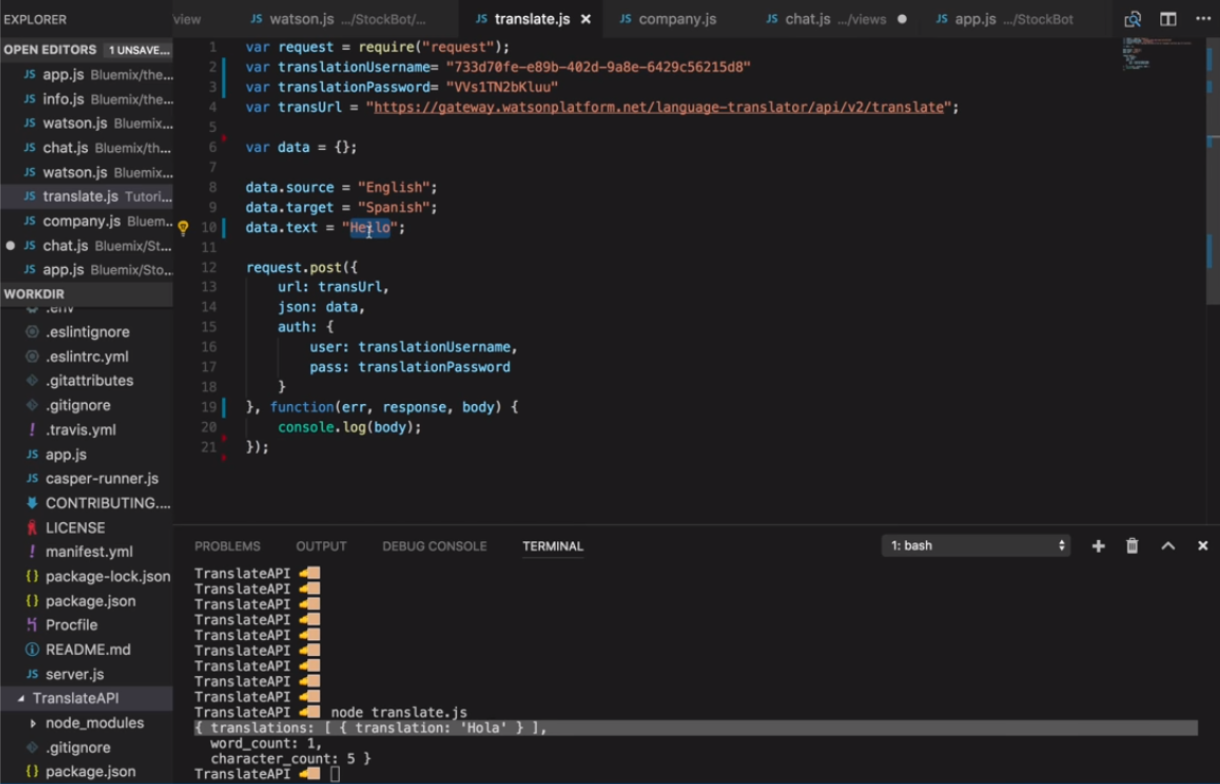 EXPLORER
OPEN EDITORS 1 UNSAVE...
JS app.js Bluemix/the...
JS info.js Bluemix/the...
JS watson.js Bluemix...
JS chat.js Bluemix/th...
JS watson.js Bluemix...
JS translate.js Tutori...
JS company.js Bluem...
JS chat.js Bluemix/St...
JS app.js Bluemix/Sto...
WORKDIR
.env
.eslintignore
.eslintrc.yml
.gitattributes
.gitignore
! .travis.yml
JS app.js
JS casper-runner.js
CONTRIBUTING....
LICENSE
! manifest.yml
{} package-lock.json
{} package.json
Procfile
README.md
JS server.js
TranslateAPI
node_modules
.gitignore
{} package.json
view JS watson.js .../StockBot/... JS translate.js × JS company.js JS chat.js .../views ● JS app.js .../StockBot
1 var request = require("request");
2 var translationUsername= "733d70fe-e89b-402d-9a8e-6429c56215d8"
3 var translationPassword= "VVs1TN2bKluu"
4 var transUrl = "https://gateway.watsonplatform.net/language-translator/api/v2/translate";
5
6 var data = {};
7
8 data.source = "English";
9 data.target = "Spanish";
10 data.text = "Hello";
11
12 request.post({
13 url: transUrl,
14 json: data,
15 auth: {
16 user: translationUsername,
17 pass: translationPassword
18 }
19 }, function(err, response, body) {
20 console.log(body);
21 });
PROBLEMS OUTPUT DEBUG CONSOLE TERMINAL 1: bash
TranslateAPI
TranslateAPI
TranslateAPI
TranslateAPI
TranslateAPI
TranslateAPI
TranslateAPI
TranslateAPI
TranslateAPI
TranslateAPI node translate.js
{ translations: [ { translation: 'Hola' } ],
word_count: 1,
character_count: 5 }
TranslateAPI